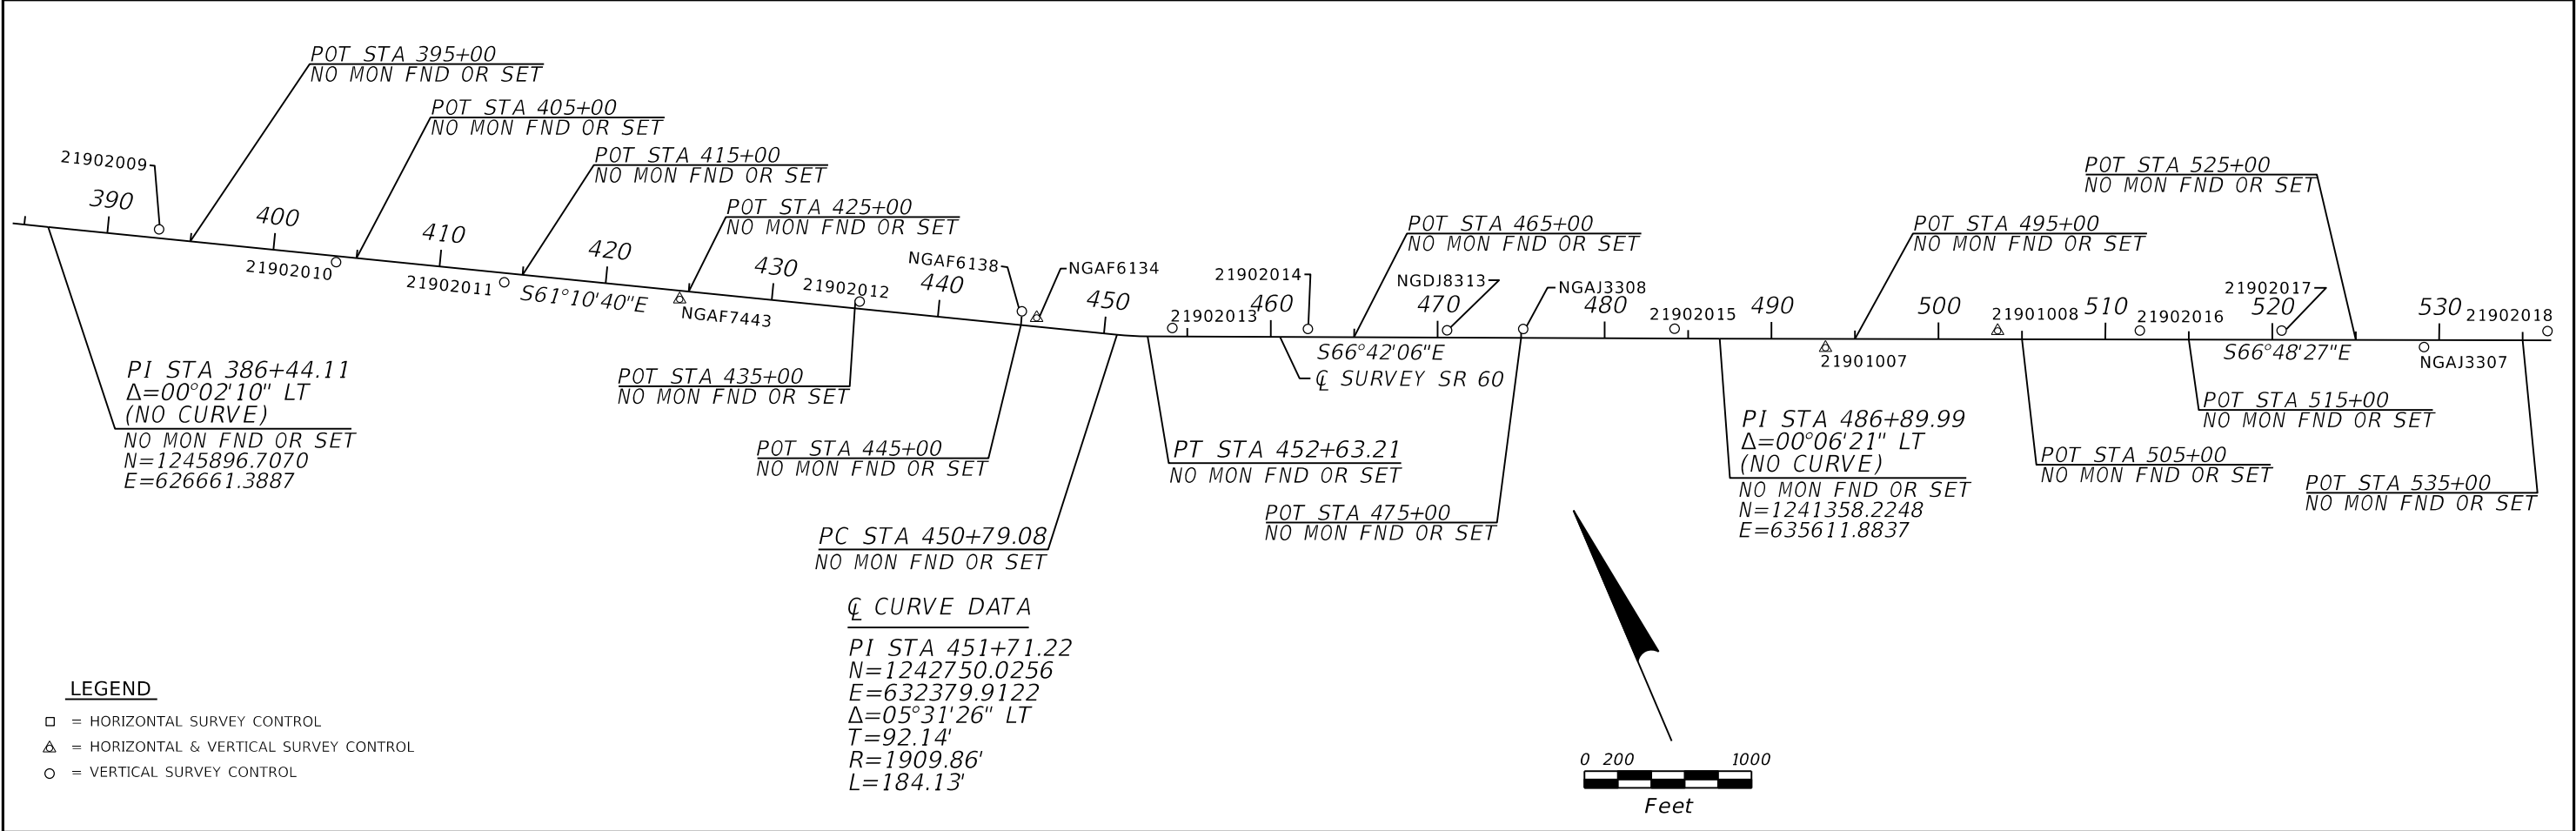 POT STA 395+00
NO MON FND OR SET
POT STA 405+00
NO MON FND OR SET
POT STA 415+00
NO MON FND OR SET
POT STA 425+00
NO MON FND OR SET
POT STA 465+00
NO MON FND OR SET
POT STA 495+00
NO MON FND OR SET
POT STA 525+00
NO MON FND OR SET
21902009
390
400
410
420
430
440
450
460
470
480
490
500
510
520
530
21902010
21902011
S61°10'40"E
NGAF7443
21902012
NGAF6138
NGAF6134
21902013
21902014
NGDJ8313
NGAJ3308
21902015
21901007
21901008
21902016
21902017
21902018
NGAJ3307
S66°42'06"E
℄ SURVEY SR 60
S66°48'27"E
PI STA 386+44.11
Δ=00°02'10" LT
(NO CURVE)
NO MON FND OR SET
N=1245896.7070
E=626661.3887
POT STA 435+00
NO MON FND OR SET
POT STA 445+00
NO MON FND OR SET
PC STA 450+79.08
NO MON FND OR SET
PT STA 452+63.21
NO MON FND OR SET
POT STA 475+00
NO MON FND OR SET
PI STA 486+89.99
Δ=00°06'21" LT
(NO CURVE)
NO MON FND OR SET
N=1241358.2248
E=635611.8837
POT STA 505+00
NO MON FND OR SET
POT STA 515+00
NO MON FND OR SET
POT STA 535+00
NO MON FND OR SET
℄ CURVE DATA
PI STA 451+71.22
N=1242750.0256
E=632379.9122
Δ=05°31'26" LT
T=92.14'
R=1909.86'
L=184.13'
LEGEND
= HORIZONTAL SURVEY CONTROL
= HORIZONTAL & VERTICAL SURVEY CONTROL
= VERTICAL SURVEY CONTROL
0 200 1000
Feet